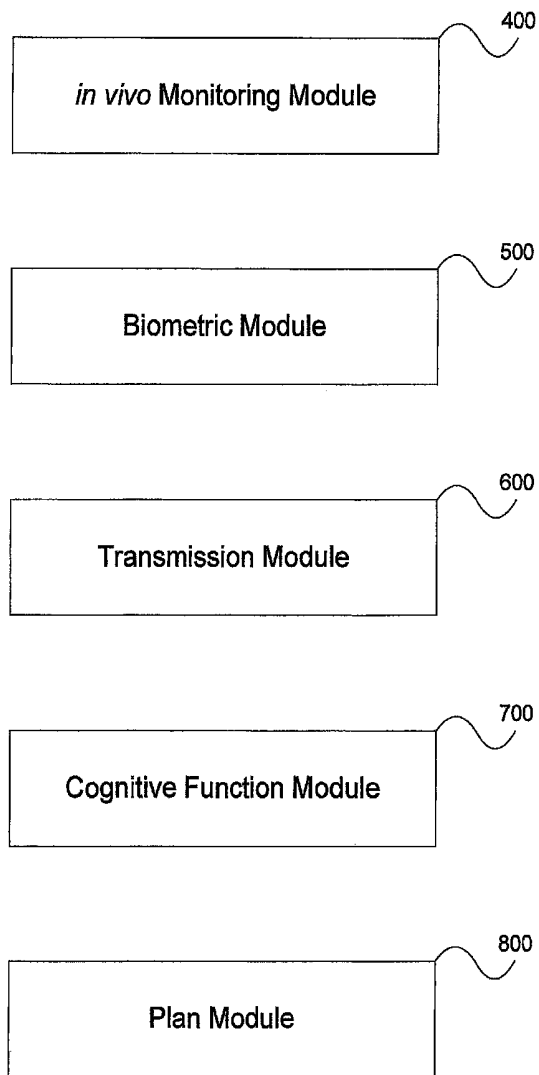 400
in vivo Monitoring Module
500
Biometric Module
600
Transmission Module
700
Cognitive Function Module
800
Plan Module